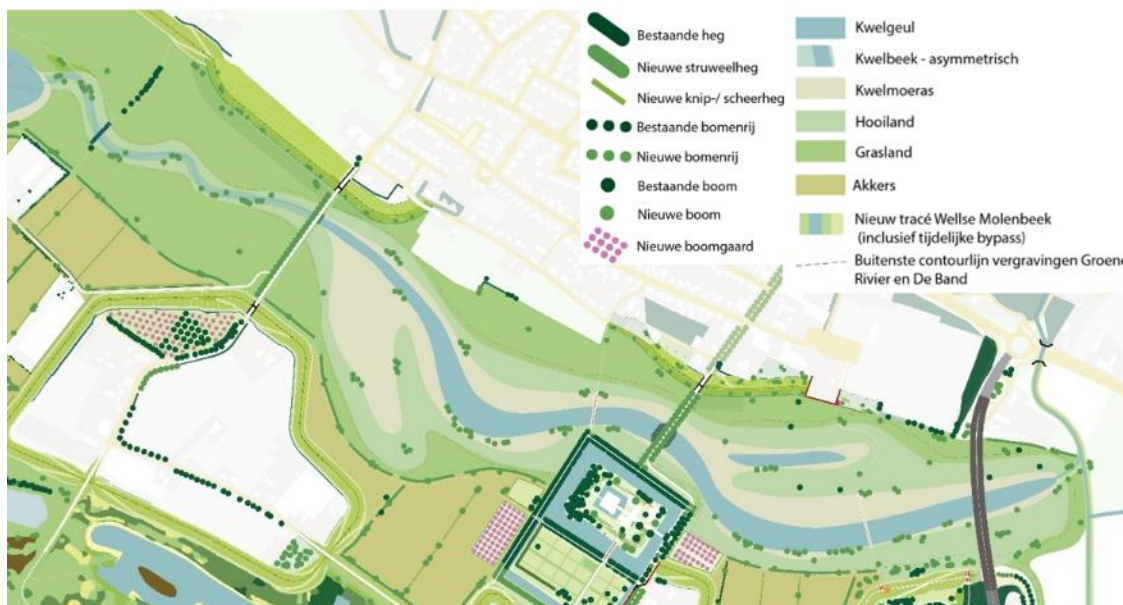 Bestaande heg
Nieuwe struweelheg
Nieuwe knip-/ scheerheg
Bestaande bomenrij
Nieuwe bomenrij
Bestaande boom
Nieuwe boom
Nieuwe boomgaard
Kwelgeul
Kwelbeek - asymmetrisch
Kwelmoeras
Hooiland
Grasland
Akkers
Nieuw tracé Wellse Molenbeek
(inclusief tijdelijke bypass)
Buitenste contourlijn vergravingen Groene
Rivier en De Band